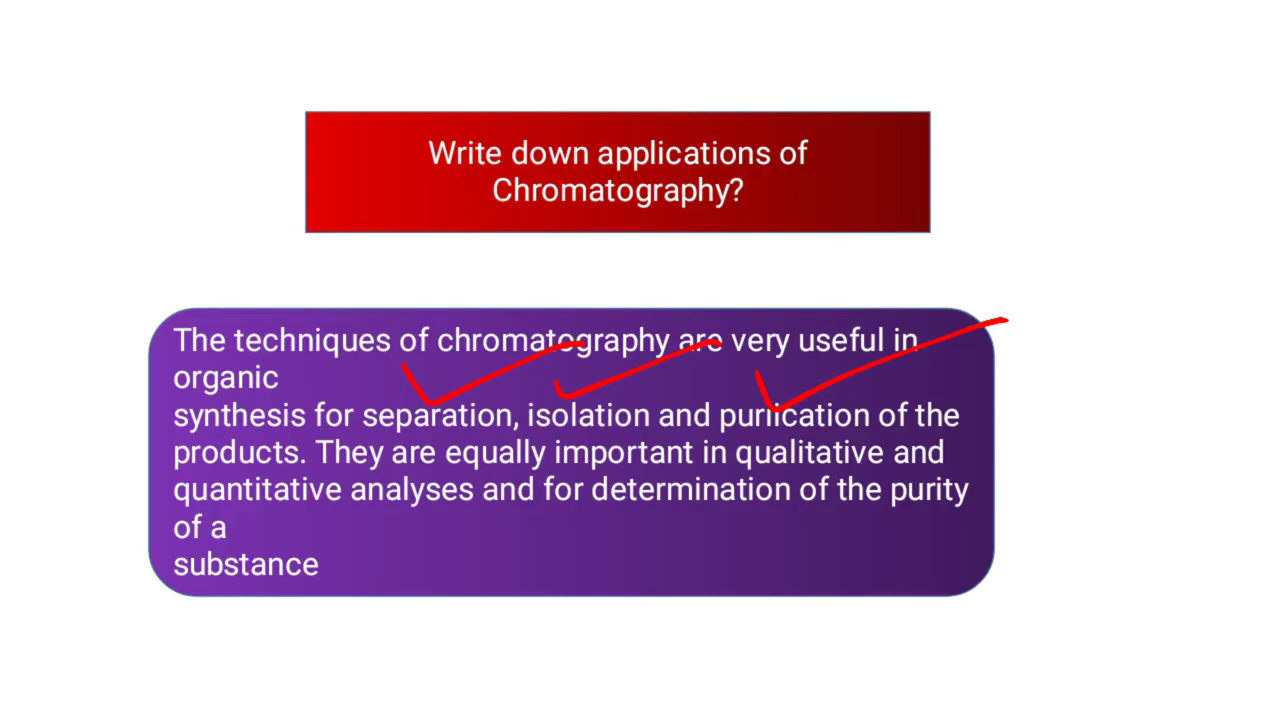 Write down applications of
Chromatography?
The techniques of chromatography are very useful in
organic
synthesis for separation, isolation and purification of the
products. They are equally important in qualitative and
quantitative analyses and for determination of the purity
of a
substance